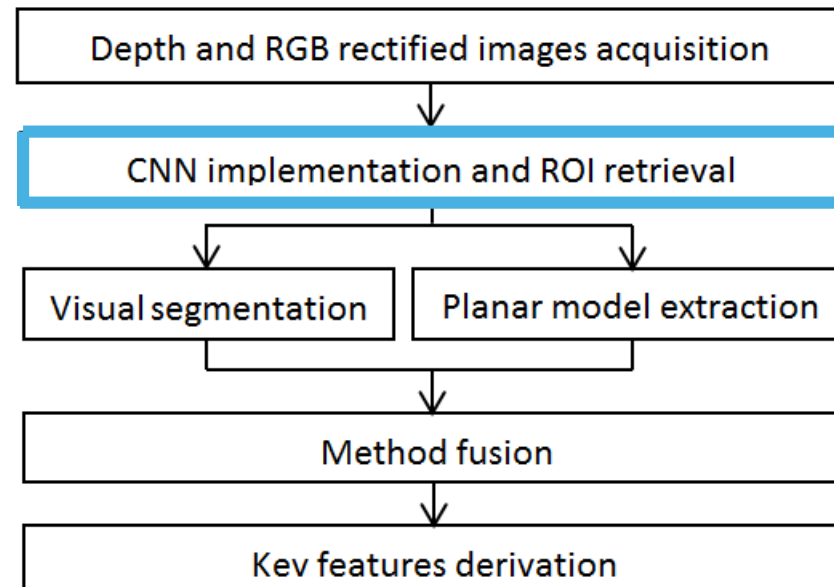 Depth and RGB rectified images acquisition
CNN implementation and ROI retrieval
Visual segmentation
Planar model extraction
Method fusion
Key features derivation